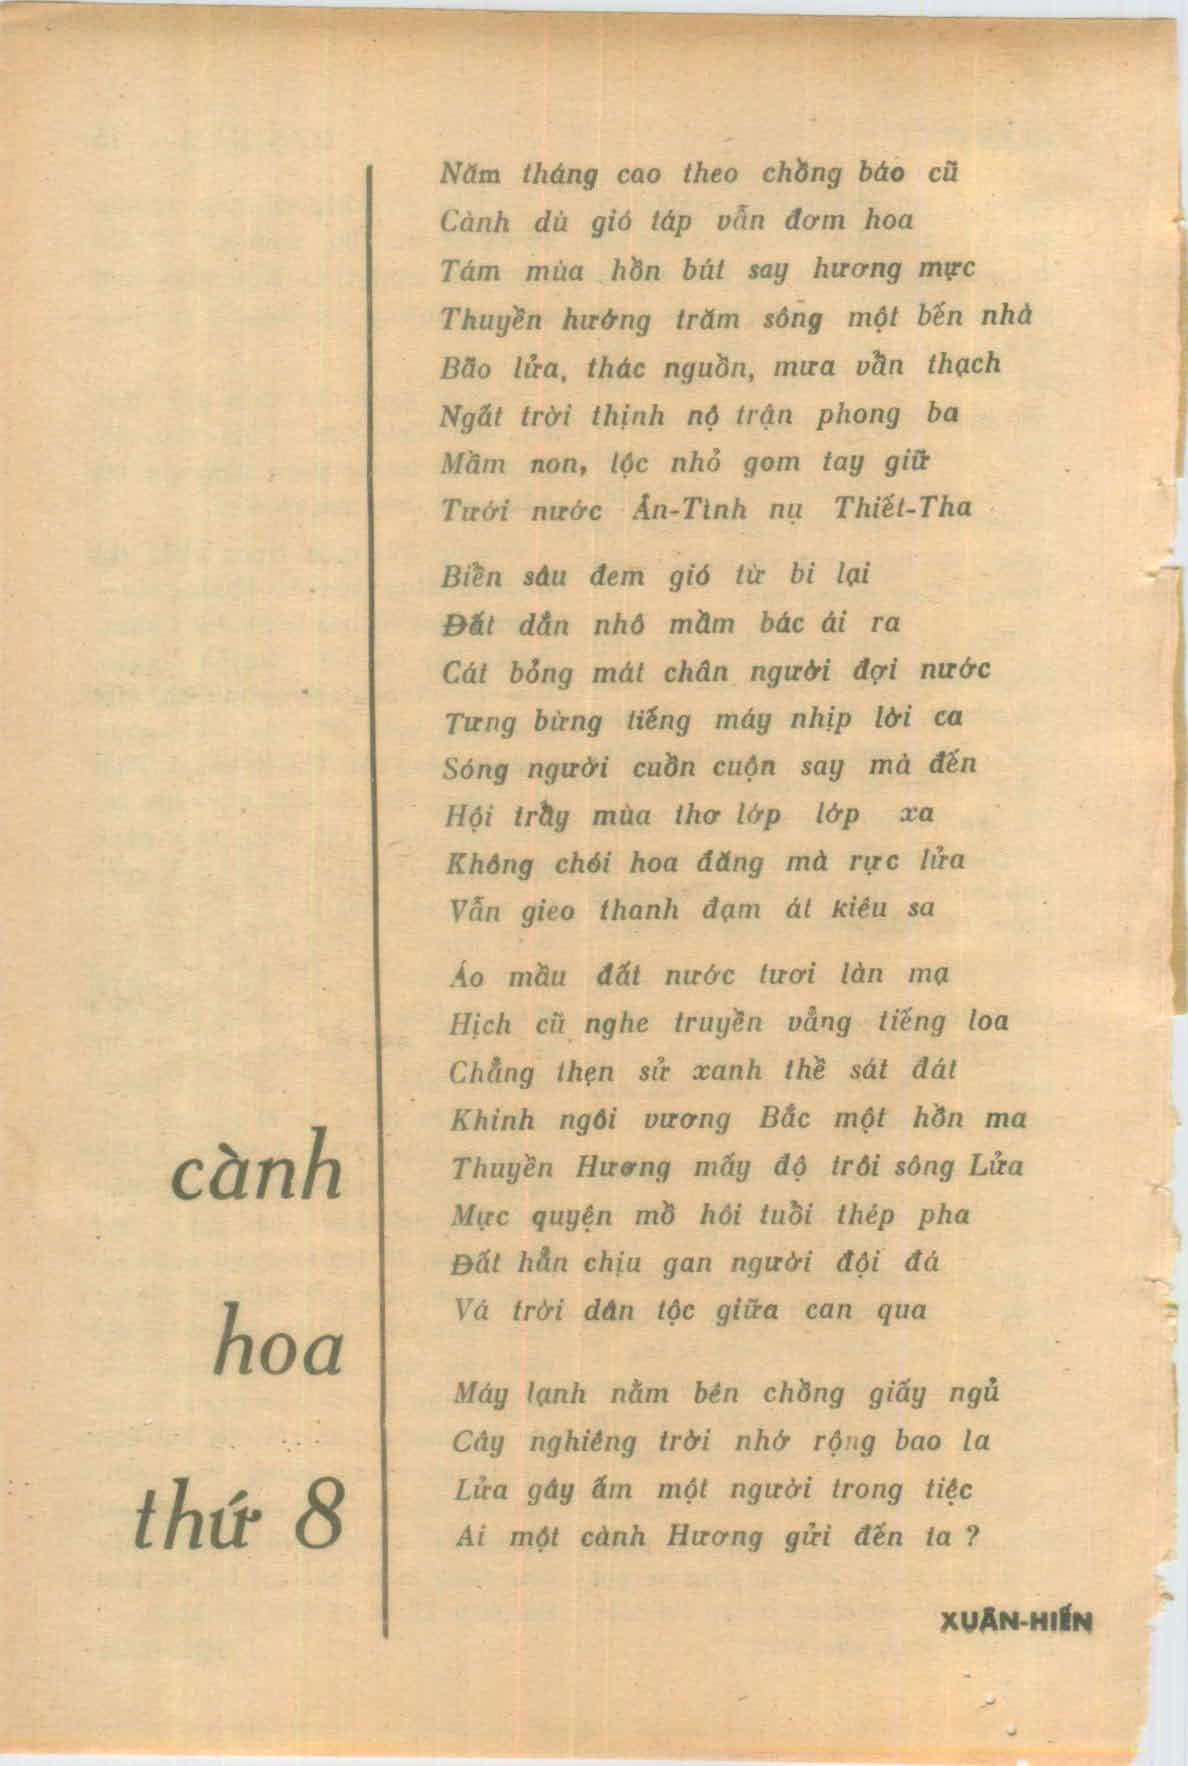 cành
hoa
thứ 8
Năm tháng cao theo chồng báo cũ
Cành dù gió táp vẫn đơm hoa
Tám mùa hồn bút say hương mực
Thuyền hướng trăm sông một bến nhà
Bão lửa, thác nguồn, mưa vẫn thạch
Ngất trời thịnh nộ trận phong ba
Mầm non, lộc nhỏ gom tay giữ
Tưới nước Ân-Tình nụ Thiết-Tha
Biển sâu đem gió từ bi lại
Đất dẳn nhô mầm bác ái ra
Cát bỏng mát chân người đợi nước
Tưng bừng tiếng máy nhịp lời ca
Sóng người cuồn cuộn say mà đến
Hội trẩy mùa thơ lớp lớp xa
Không chói hoa đăng mà rực lửa
Vẫn gieo thanh đạm át kiêu sa
Áo mầu đất nước tươi làn mạ
Hịch cũ nghe truyền vẳng tiếng loa
Chẳng thẹn sử xanh thề sát đát
Khinh ngôi vương Bắc một hồn ma
Thuyền Hương mấy độ trôi sông Lửa
Mực quyện mồ hôi tuổi thép pha
Đất hẳn chịu gan người đội đá
Vá trời dân tộc giữa can qua
Máy lạnh nằm bên chồng giấy ngủ
Cây nghiêng trời nhớ rộng bao la
Lửa gây ấm một người trong tiệc
Ai một cành Hương gửi đến ta ?
XUÂN-HIẾN